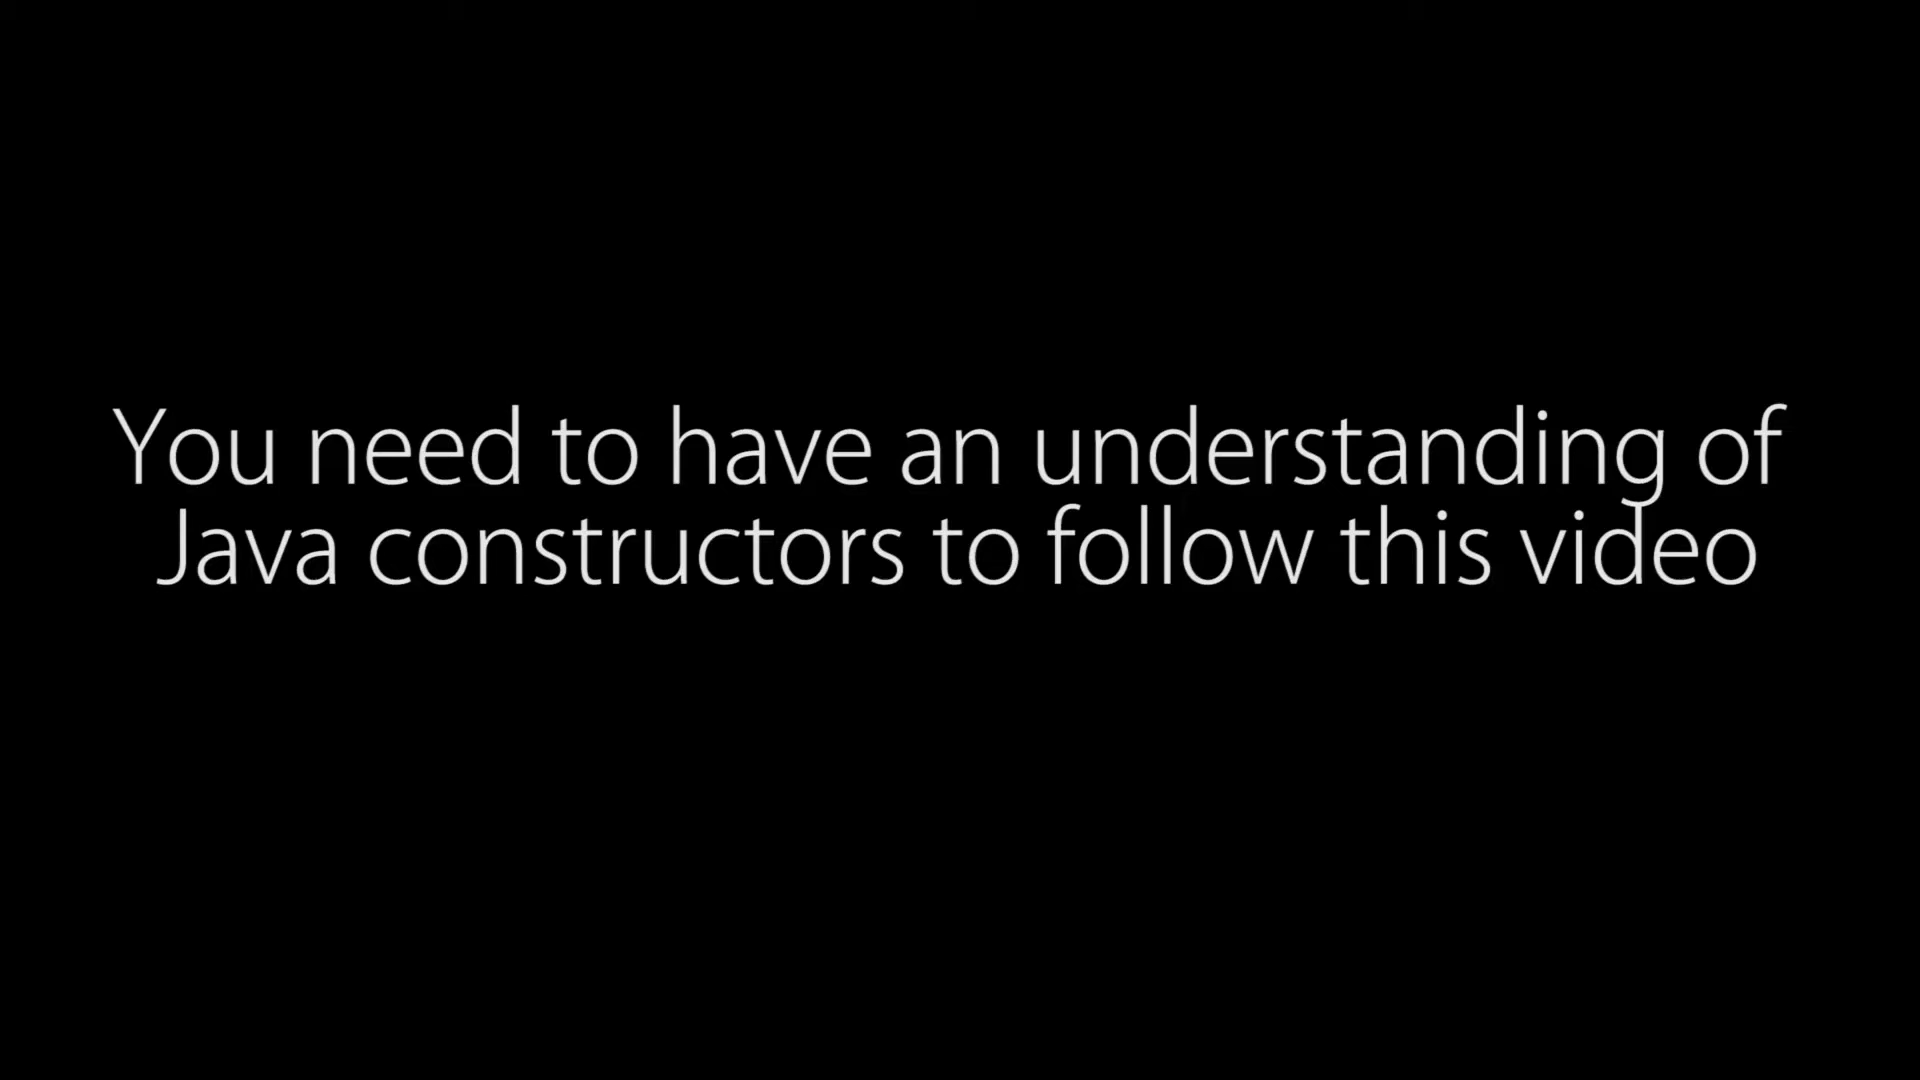 You need to have an understanding of
Java constructors to follow this video